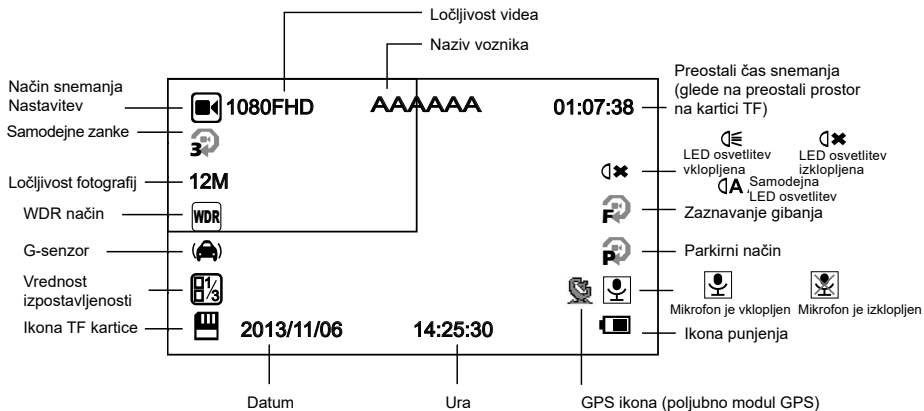 Ločljivost videa
Naziv voznika
Način snemanja
Nastavitev
Samodejne zanke
Ločljivost fotografij
WDR način
G-senzor
Vrednost
izpostavljenosti
Ikona TF kartice
1080FHD
AAAAAA
01:07:38
3
12M
WDR
F
P
1/3
2013/11/06
14:25:30
Preostali čas snemanja
(glede na preostali prostor
na kartici TF)
LED osvetlitev
vklopljena
LED osvetlitev
izklopljena
A Samodejna
LED osvetlitev
Zaznavanje gibanja
Parkirni način
Mikrofon je vklopljen
Mikrofon je izklopljen
Ikona punjenja
Datum
Ura
GPS ikona (poljubno modul GPS)